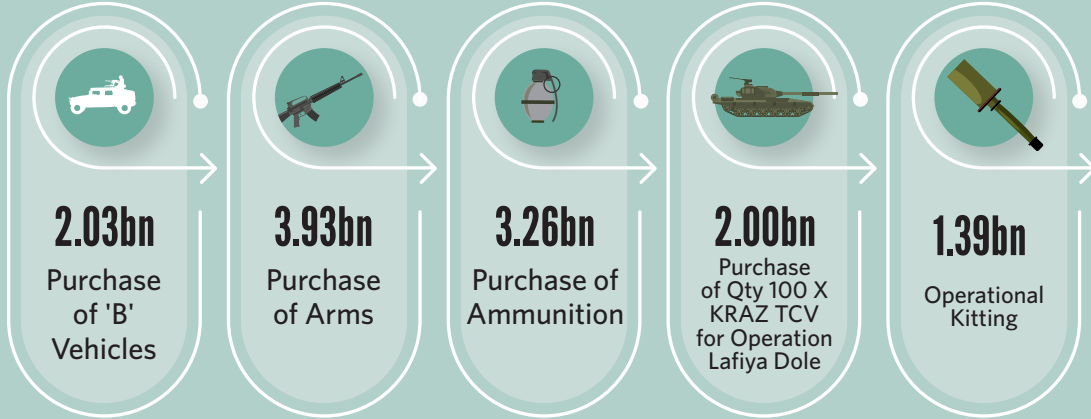 2.03bn
Purchase
of 'B'
Vehicles
3.93bn
Purchase
of Arms
3.26bn
Purchase of
Ammunition
2.00bn
Purchase
of Qty 100 X
KRAZ TCV
for Operation
Lafiya Dole
1.39bn
Operational
Kitting